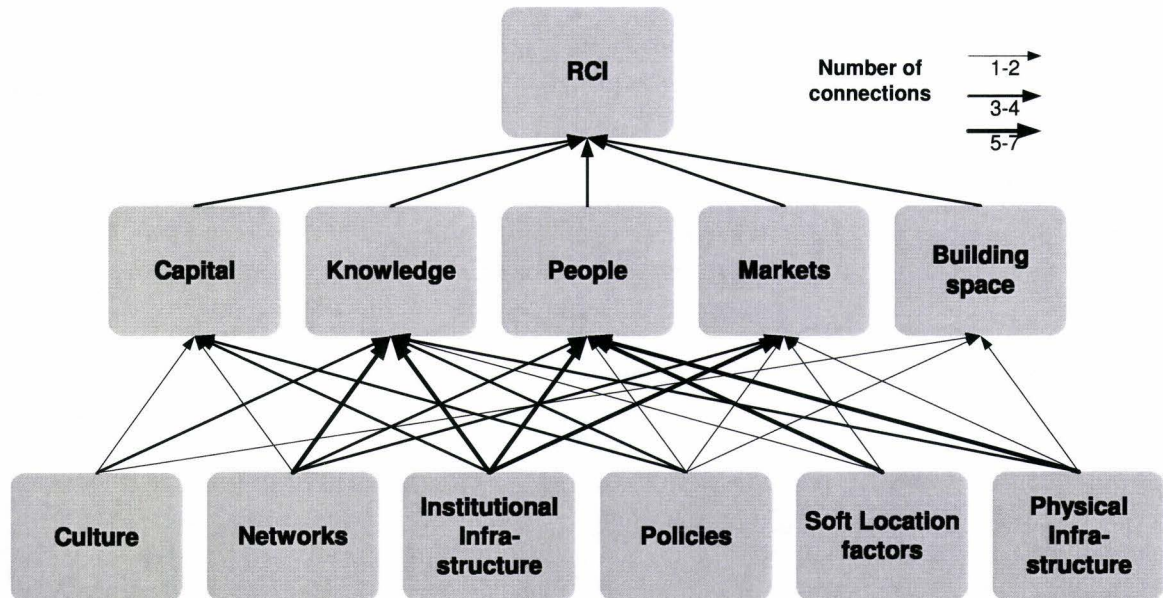 RCI
Number of
connections
1-2
3-4
5-7
Capital
Knowledge
People
Markets
Building
space
Culture
Networks
Institutional
Infra-
structure
Policies
Soft Location
factors
Physical
Infra-
structure